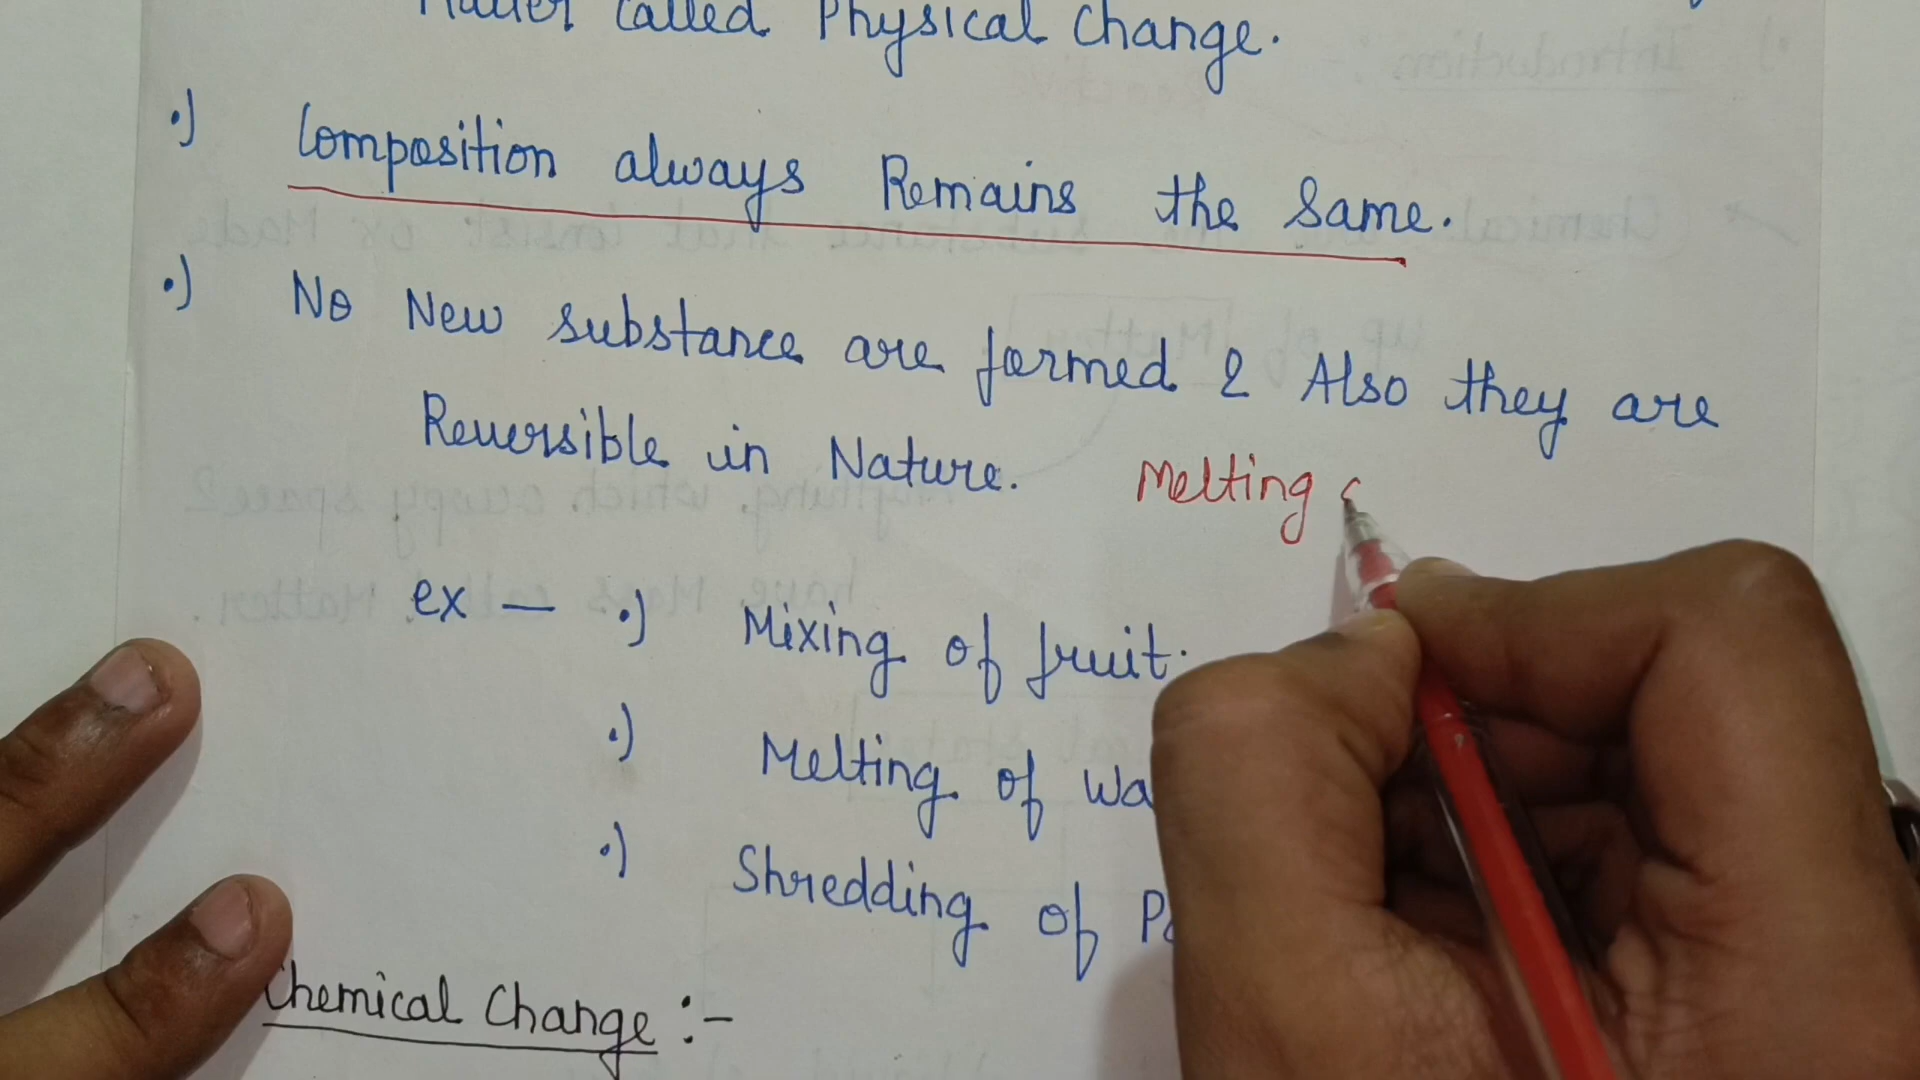 Matter called Physical Change.
•) Composition always Remains the Same.
•) No New substance are formed & Also they are
Reversible in Nature. Melting
ex — •) Mixing of fruit.
•) Melting of
•) Shredding of
Chemical Change :-